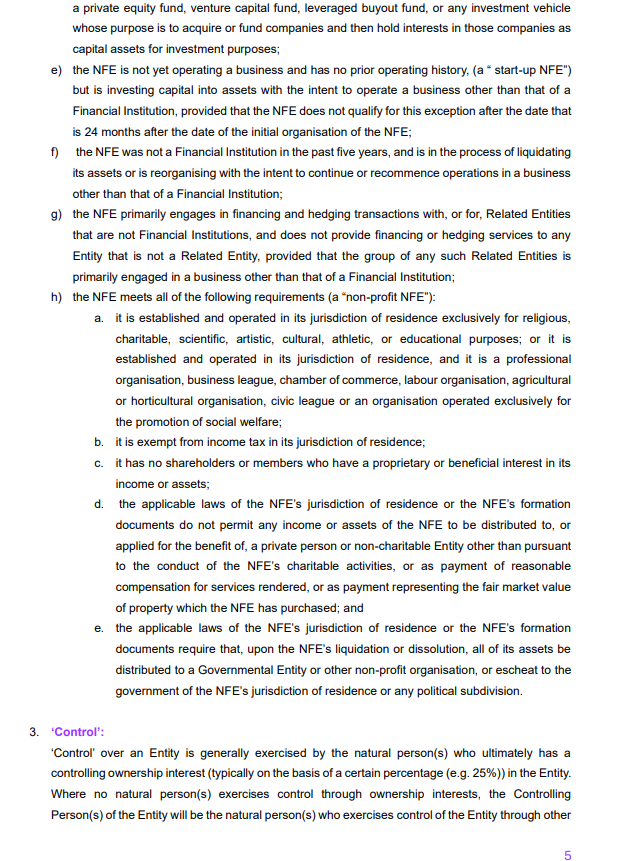 a private equity fund, venture capital fund, leveraged buyout fund, or any investment vehicle
whose purpose is to acquire or fund companies and then hold interests in those companies as
capital assets for investment purposes;
e) the NFE is not yet operating a business and has no prior operating history, (a “ start-up NFE”)
but is investing capital into assets with the intent to operate a business other than that of a
Financial Institution, provided that the NFE does not qualify for this exception after the date that
is 24 months after the date of the initial organisation of the NFE;
f) the NFE was not a Financial Institution in the past five years, and is in the process of liquidating
its assets or is reorganising with the intent to continue or recommence operations in a business
other than that of a Financial Institution;
g) the NFE primarily engages in financing and hedging transactions with, or for, Related Entities
that are not Financial Institutions, and does not provide financing or hedging services to any
Entity that is not a Related Entity, provided that the group of any such Related Entities is
primarily engaged in a business other than that of a Financial Institution;
h) the NFE meets all of the following requirements (a “non-profit NFE”):
a. it is established and operated in its jurisdiction of residence exclusively for religious,
charitable, scientific, artistic, cultural, athletic, or educational purposes; or it is
established and operated in its jurisdiction of residence, and it is a professional
organisation, business league, chamber of commerce, labour organisation, agricultural
or horticultural organisation, civic league or an organisation operated exclusively for
the promotion of social welfare;
b. it is exempt from income tax in its jurisdiction of residence;
c. it has no shareholders or members who have a proprietary or beneficial interest in its
income or assets;
d. the applicable laws of the NFE’s jurisdiction of residence or the NFE’s formation
documents do not permit any income or assets of the NFE to be distributed to, or
applied for the benefit of, a private person or non-charitable Entity other than pursuant
to the conduct of the NFE’s charitable activities, or as payment of reasonable
compensation for services rendered, or as payment representing the fair market value
of property which the NFE has purchased; and
e. the applicable laws of the NFE’s jurisdiction of residence or the NFE’s formation
documents require that, upon the NFE’s liquidation or dissolution, all of its assets be
distributed to a Governmental Entity or other non-profit organisation, or escheat to the
government of the NFE’s jurisdiction of residence or any political subdivision.
3. ‘Control’:
‘Control’ over an Entity is generally exercised by the natural person(s) who ultimately has a
controlling ownership interest (typically on the basis of a certain percentage (e.g. 25%)) in the Entity.
Where no natural person(s) exercises control through ownership interests, the Controlling
Person(s) of the Entity will be the natural person(s) who exercises control of the Entity through other
5